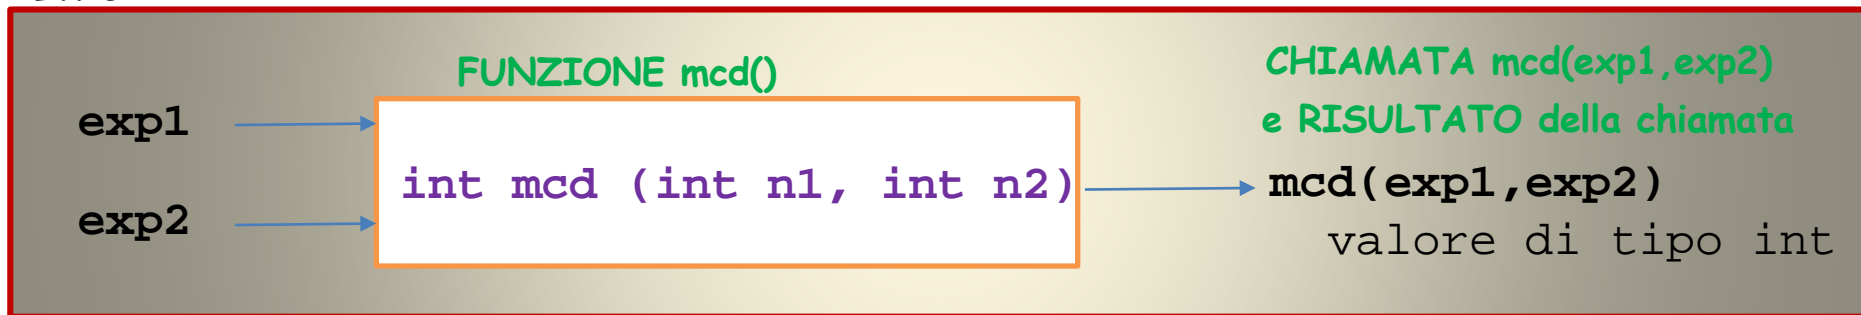 FUNZIONE mcd()
CHIAMATA mcd(exp1,exp2)
e RISULTATO della chiamata
exp1
int mcd (int n1, int n2)
mcd(exp1,exp2)
exp2
valore di tipo int